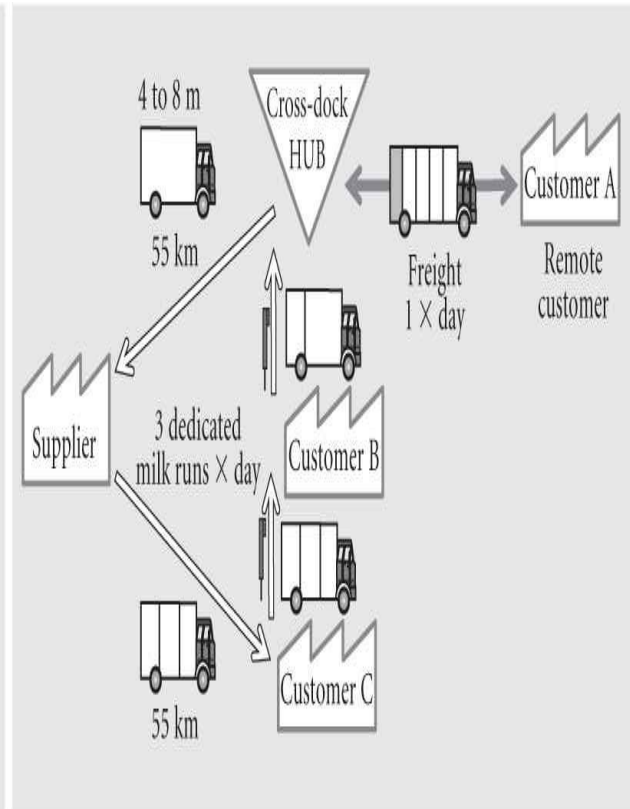 4 to 8 m
55 km
Cross-dock
HUB
Customer A
Freight
1 × day
Remote
customer
Supplier
3 dedicated
milk runs × day
Customer B
Customer C
55 km